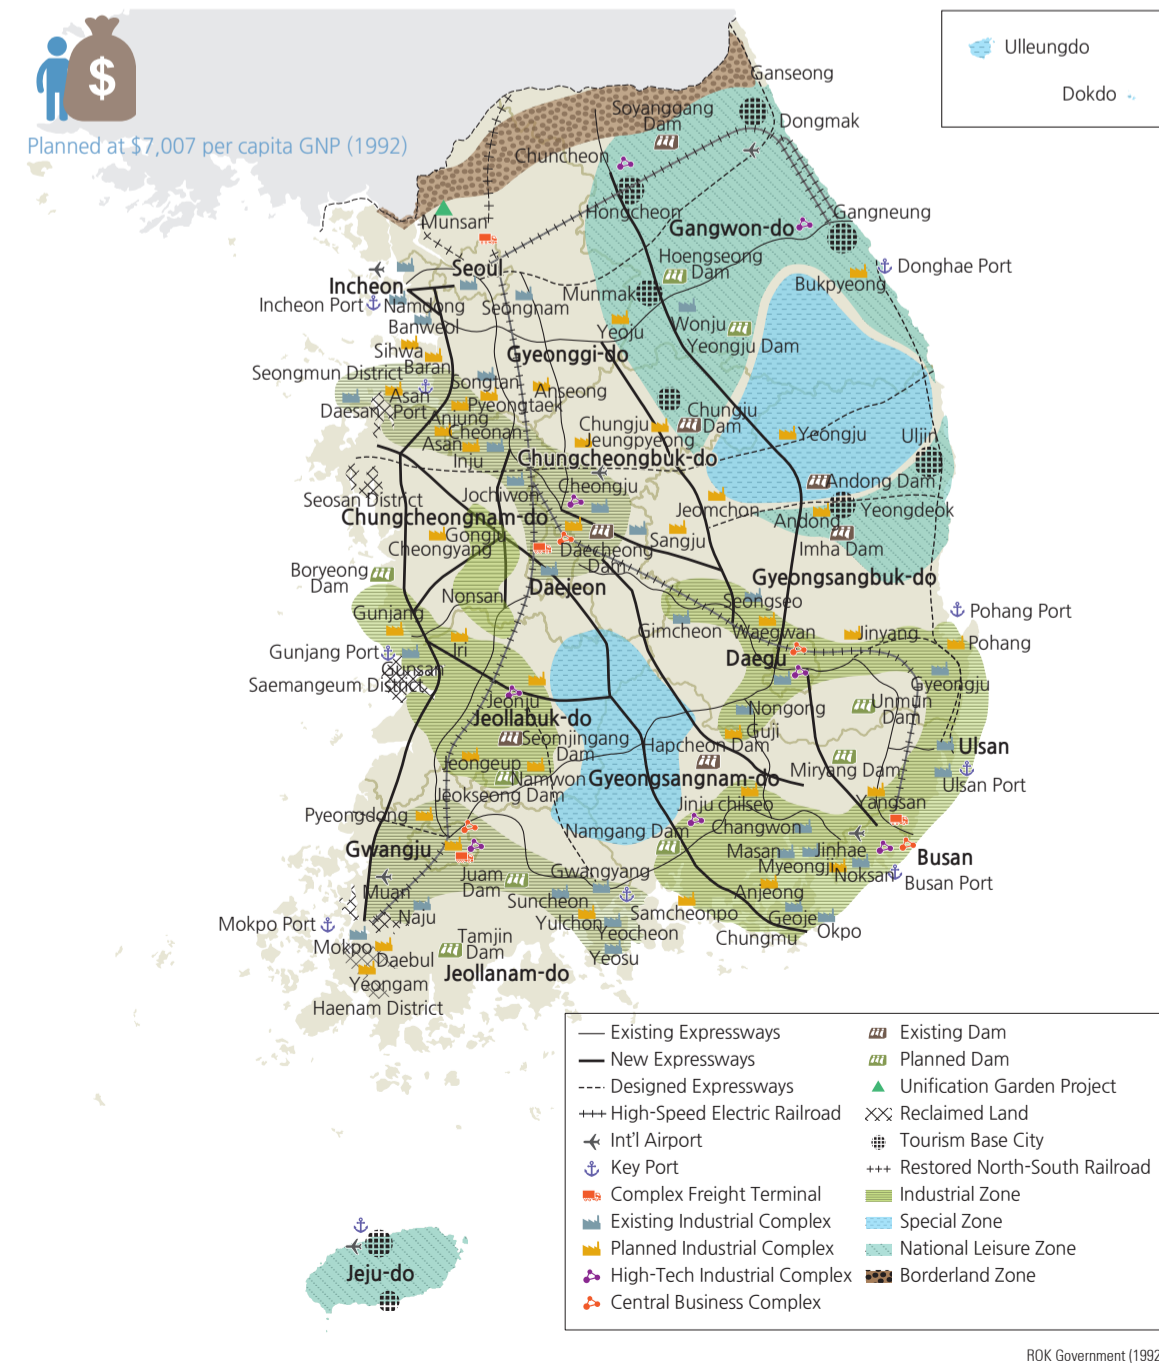 $
Planned at $7,007 per capita GNP (1992)
Ulleungdo
Dokdo
Ganseong
Soyanggang
Dam
Dongmak
Chuncheon
Hongcheon
Gangneung
Munsan
Gangwon-do
Hoengseong
Dam
Donghae Port
Seoul
Incheon
Bukpyeong
Munmak
Incheon Port
Namdong
Seongnam
Banweol
Yeoju
Wonju
Yeongju Dam
Sihwa
Gyeonggi-do
Baran
Seongmun District
Songtan
Anseong
Asan
Port
Daesan
Pyeongtaek
Anjung
Chungju
Dam
Chungju
Cheonan
Jeungpyeong
Yeongju
Uljin
Asan
Inju
Chungcheongbuk-do
Cheongju
Andong Dam
Jochiwon
Seosan District
Jeomchon
Yeongdeok
Chungcheongnam-do
Andong
Gongju
Sangju
Cheongyang
Daecheong
Dam
Imha Dam
Boryeong
Dam
Daejeon
Gyeongsangbuk-do
Nonsan
Seongseo
Pohang Port
Gunjang
Gimcheon
Waegwan
Jinyang
Iri
Pohang
Gunjang Port
Daegu
Gunsan
Saemangeum District
Gyeongju
Jeonju
Unmun
Dam
Nongong
Jeollabuk-do
Guji
Seomjingang
Dam
Hapcheon Dam
Ulsan
Jeongeup
Miryang Dam
Namwon
Gyeongsangnam-do
Ulsan Port
Jeokseong Dam
Jinju
chilseo
Yangsan
Pyeongdong
Namgang Dam
Changwon
Gwangju
Masan
Jinhae
Busan
Myeongji
Noksan
Busan Port
Juam
Dam
Gwangyang
Muan
Anjeong
Suncheon
Naju
Samcheonpo
Geoje
Mokpo Port
Yulchon
Yeocheon
Okpo
Chungmu
Mokpo
Tamjin
Dam
Yeosu
Daebul
Jeollanam-do
Yeongam
Haenam District
Jeju-do
Existing Expressways
New Expressways
Designed Expressways
High-Speed Electric Railroad
Int'l Airport
Key Port
Complex Freight Terminal
Existing Industrial Complex
Planned Industrial Complex
High-Tech Industrial Complex
Central Business Complex
Existing Dam
Planned Dam
Unification Garden Project
Reclaimed Land
Tourism Base City
Restored North-South Railroad
Industrial Zone
Special Zone
National Leisure Zone
Borderland Zone
ROK Government (1992